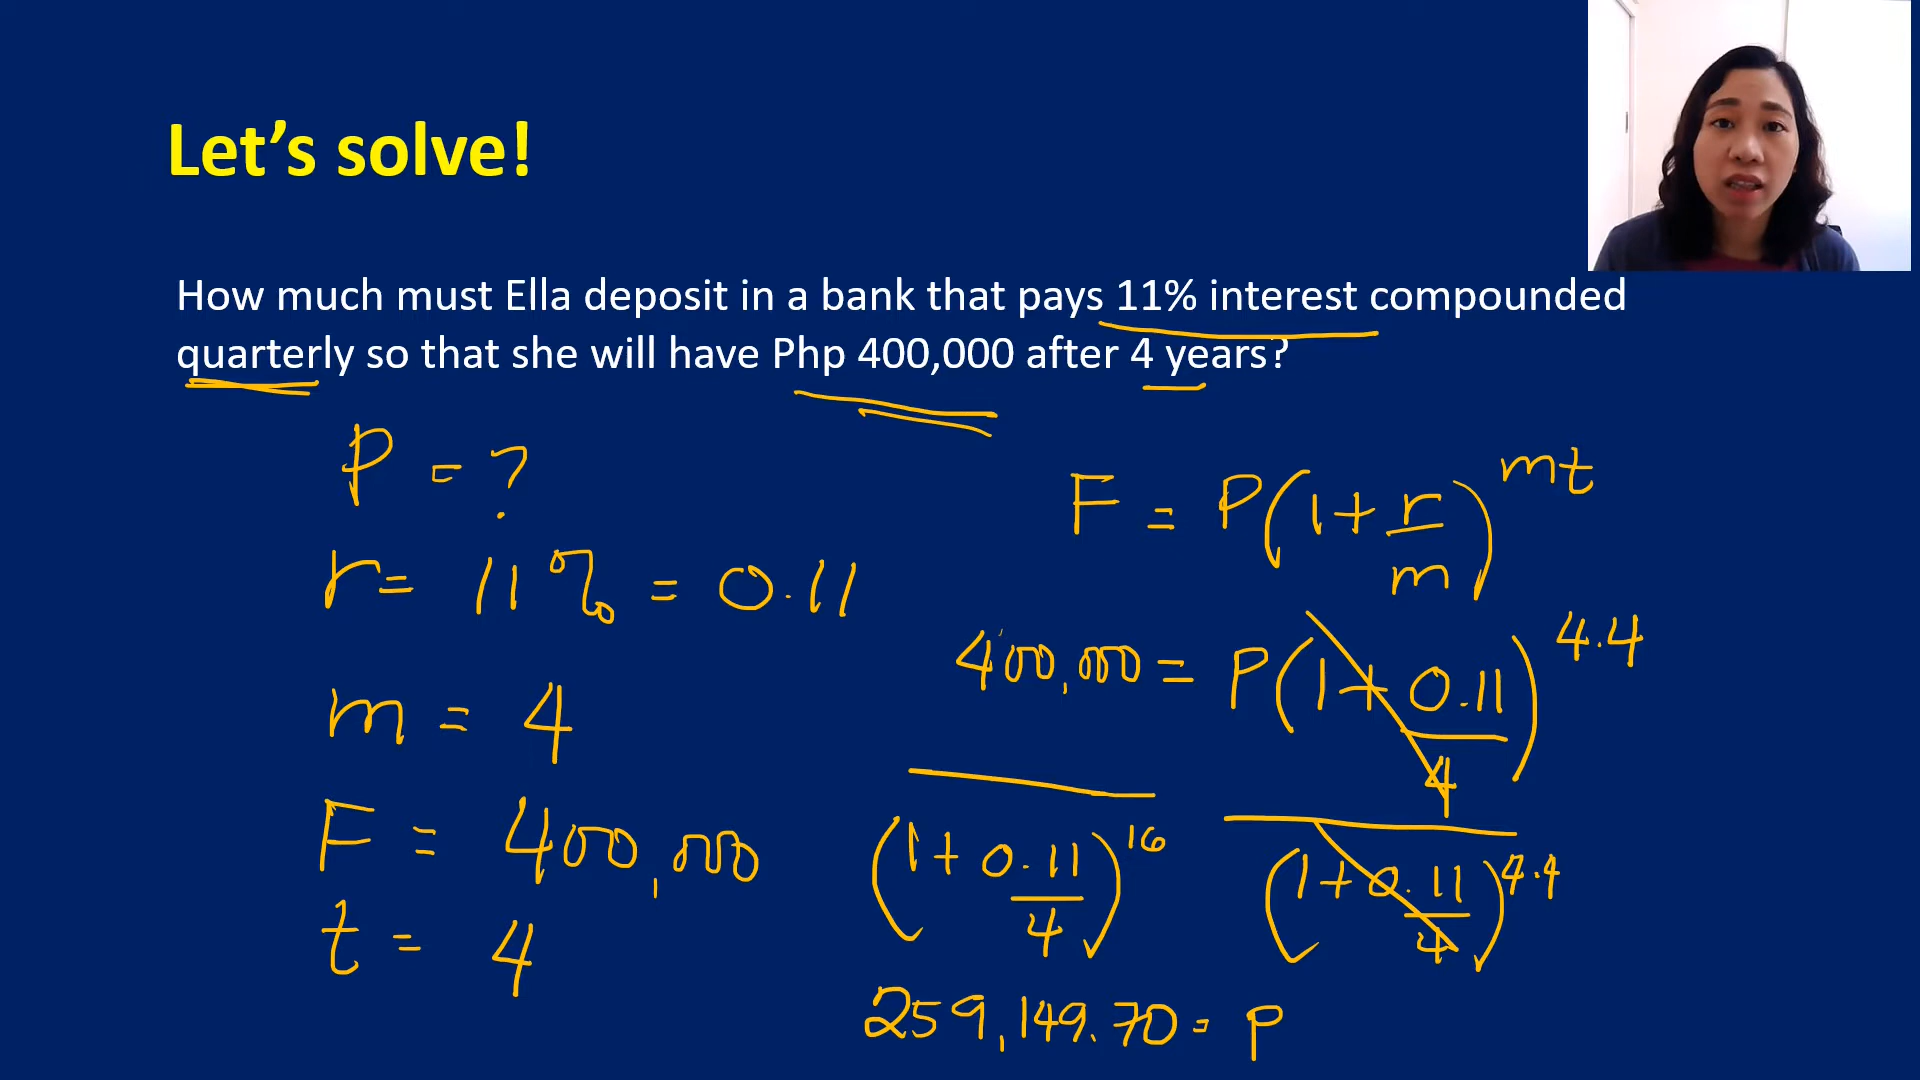 Let's solve!
How much must Ella deposit in a bank that pays 11% interest compounded
quarterly so that she will have Php 400,000 after 4 years?
P = ?
r = 11% = 0.11
m = 4
F = 400,000
t = 4
F = P(1+r/m)^mt
400,000 = P(1+0.11/4)^4.4
(1+0.11/4)^16
(1+0.11/4)^4.4
259,149.70 = P